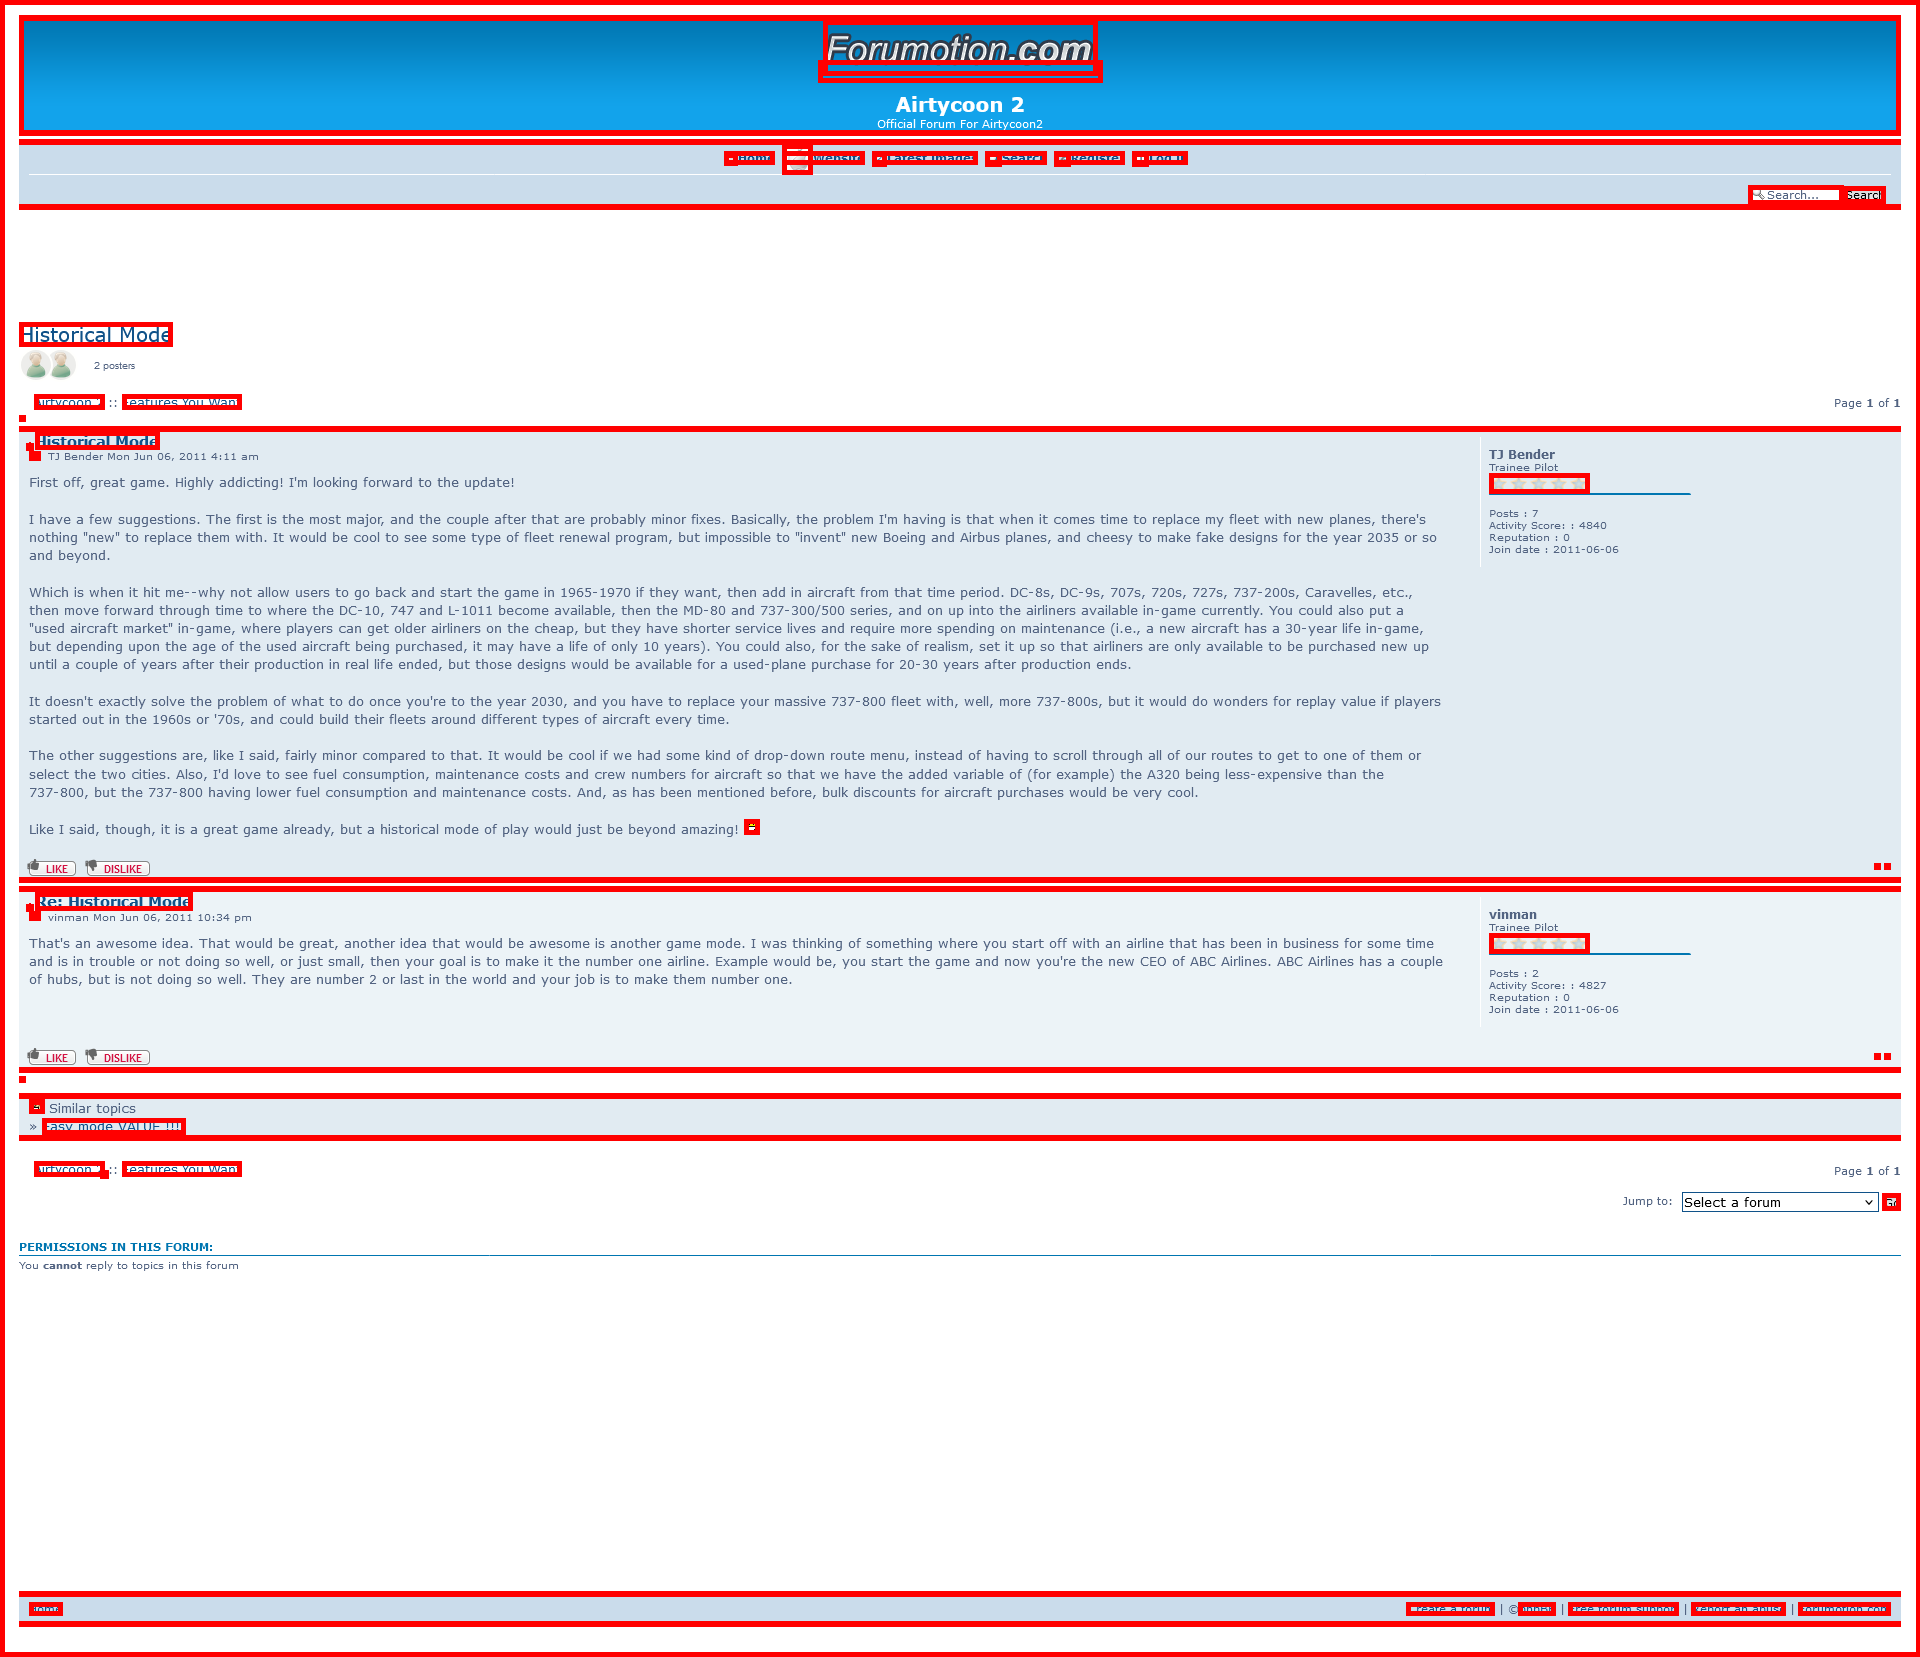 Forumotion.com
Airtycoon 2
Official Forum For Airtycoon2
Home Website Latest images Search Register Log in
Search... Search
Historical Mode
2 posters
Airtycoon 2 :: Features You Want
Page 1 of 1
Historical Mode
TJ Bender Mon Jun 06, 2011 4:11 am
First off, great game. Highly addicting! I'm looking forward to the update!
I have a few suggestions. The first is the most major, and the couple after that are probably minor fixes. Basically, the problem I'm having is that when it comes time to replace my fleet with new planes, there's
nothing "new" to replace them with. It would be cool to see some type of fleet renewal program, but impossible to "invent" new Boeing and Airbus planes, and cheesy to make fake designs for the year 2035 or so
and beyond.
Which is when it hit me--why not allow users to go back and start the game in 1965-1970 if they want, then add in aircraft from that time period. DC-8s, DC-9s, 707s, 720s, 727s, 737-200s, Caravelles, etc.,
then move forward through time to where the DC-10, 747 and L-1011 become available, then the MD-80 and 737-300/500 series, and on up into the airliners available in-game currently. You could also put a
"used aircraft market" in-game, where players can get older airliners on the cheap, but they have shorter service lives and require more spending on maintenance (i.e., a new aircraft has a 30-year life in-game,
but depending upon the age of the used aircraft being purchased, it may have a life of only 10 years). You could also, for the sake of realism, set it up so that airliners are only available to be purchased new up
until a couple of years after their production in real life ended, but those designs would be available for a used-plane purchase for 20-30 years after production ends.
It doesn't exactly solve the problem of what to do once you're to the year 2030, and you have to replace your massive 737-800 fleet with, well, more 737-800s, but it would do wonders for replay value if players
started out in the 1960s or '70s, and could build their fleets around different types of aircraft every time.
The other suggestions are, like I said, fairly minor compared to that. It would be cool if we had some kind of drop-down route menu, instead of having to scroll through all of our routes to get to one of them or
select the two cities. Also, I'd love to see fuel consumption, maintenance costs and crew numbers for aircraft so that we have the added variable of (for example) the A320 being less-expensive than the
737-800, but the 737-800 having lower fuel consumption and maintenance costs. And, as has been mentioned before, bulk discounts for aircraft purchases would be very cool.
Like I said, though, it is a great game already, but a historical mode of play would just be beyond amazing!
LIKE DISLIKE
TJ Bender
Trainee Pilot
Posts : 7
Activity Score: : 4840
Reputation : 0
Join date : 2011-06-06
Re: Historical Mode
vinman Mon Jun 06, 2011 10:34 pm
That's an awesome idea. That would be great, another idea that would be awesome is another game mode. I was thinking of something where you start off with an airline that has been in business for some time
and is in trouble or not doing so well, or just small, then your goal is to make it the number one airline. Example would be, you start the game and now you're the new CEO of ABC Airlines. ABC Airlines has a couple
of hubs, but is not doing so well. They are number 2 or last in the world and your job is to make them number one.
LIKE DISLIKE
vinman
Trainee Pilot
Posts : 2
Activity Score: : 4827
Reputation : 0
Join date : 2011-06-06
Similar topics
» Easy mode VALUE !!!!
Airtycoon 2 :: Features You Want
Page 1 of 1
Jump to: Select a forum Go
PERMISSIONS IN THIS FORUM:
You cannot reply to topics in this forum
Home
Create a forum | © phpBB | Free forum support | Report an abuse | Forumotion.com